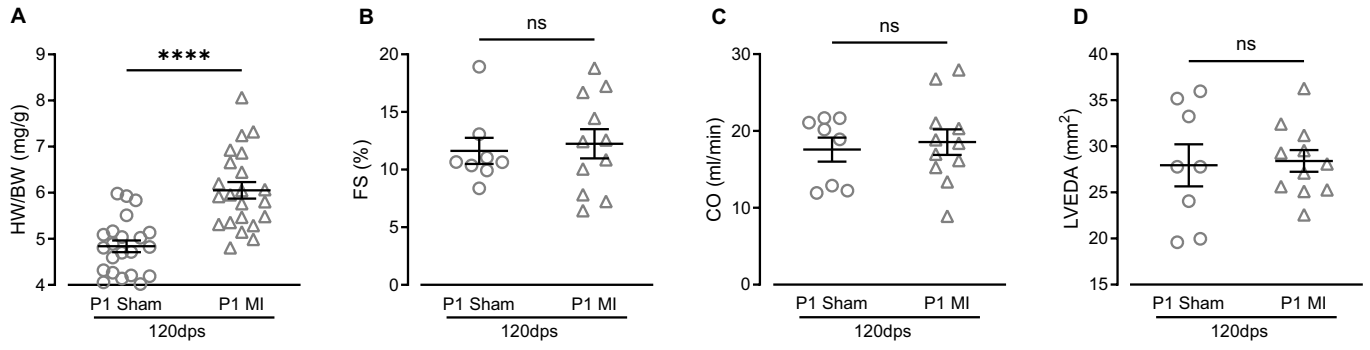 A
HW/BW (mg/g)
9
8
7
6
5
4
****
P1 Sham P1 MI
120dps
B
FS (%)
20
15
10
5
0
ns
P1 Sham P1 MI
120dps
C
CO (ml/min)
30
20
10
0
ns
P1 Sham P1 MI
120dps
D
LVEDA (mm²)
40
35
30
25
20
15
ns
P1 Sham P1 MI
120dps